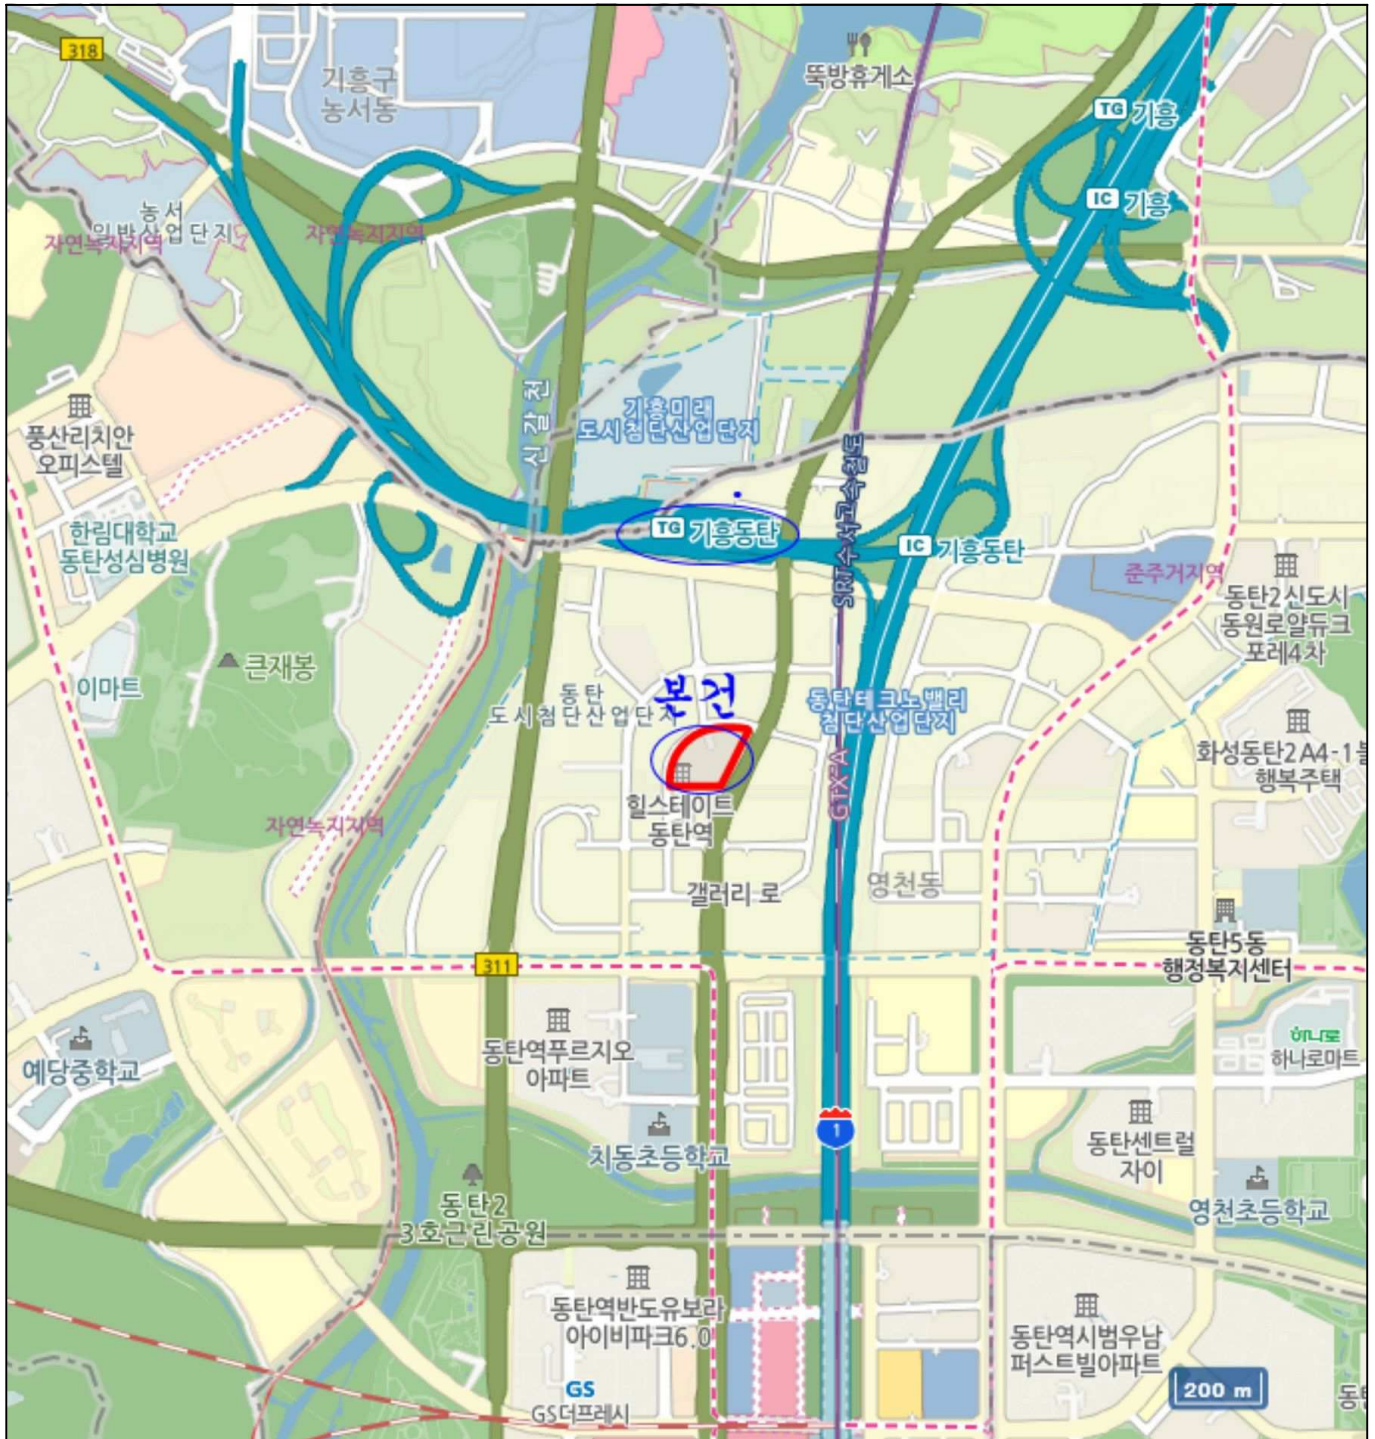 318
기흥구
농서동
뚝방휴게소
TG 기흥
IC 기흥
농서
일반산업단지
자연녹지지역
자연녹지지역
신갈천
기흥미래
도시첨단산업단지
풍산리치안
오피스텔
한림대학교
동탄성심병원
TG 기흥동탄
IC 기흥동탄
SRT수서고속철도
준주거지역
동탄2신도시
동원로얄듀크
포레4차
큰재봉
이마트
동탄
도시첨단산업단지
본건
동탄테크노밸리
첨단산업단지
GTX A
화성동탄2A4-1블
행복주택
힐스테이트
동탄역
자연녹지지역
갤러리 로
영천동
311
동탄5동
행정복지센터
예당중학교
동탄역푸르지오
아파트
하나로
하나로마트
1
치동초등학교
동탄센트럴
자이
동탄2
3호근린공원
영천초등학교
동탄역반도유보라
아이비파크6.0
동탄역시범우남
퍼스트빌아파트
GS
GS더프레시
200 m